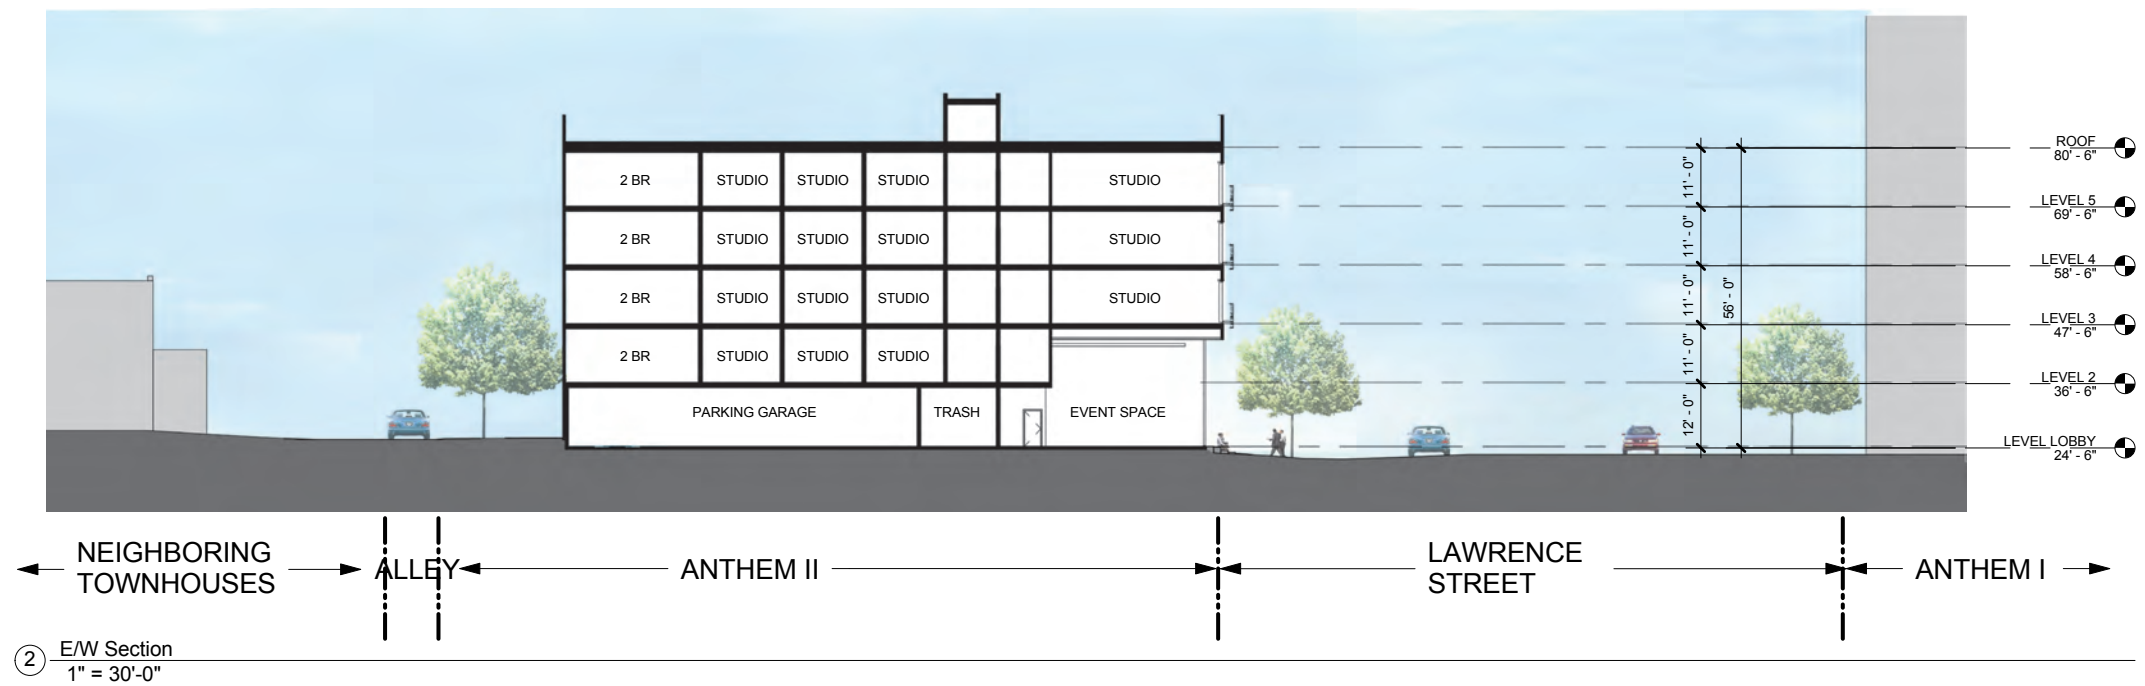 ROOF
80' - 6"
2 BR STUDIO STUDIO STUDIO STUDIO
11' - 0"
LEVEL 5
69' - 6"
2 BR STUDIO STUDIO STUDIO STUDIO
11' - 0"
LEVEL 4
58' - 6"
2 BR STUDIO STUDIO STUDIO STUDIO
11' - 0"
56' - 0"
LEVEL 3
47' - 6"
2 BR STUDIO STUDIO STUDIO
11' - 0"
LEVEL 2
36' - 6"
PARKING GARAGE TRASH EVENT SPACE
12' - 0"
LEVEL LOBBY
24' - 6"
NEIGHBORING
TOWNHOUSES
ALLEY
ANTHEM II
LAWRENCE
STREET
ANTHEM I
2
E/W Section
1" = 30'-0"